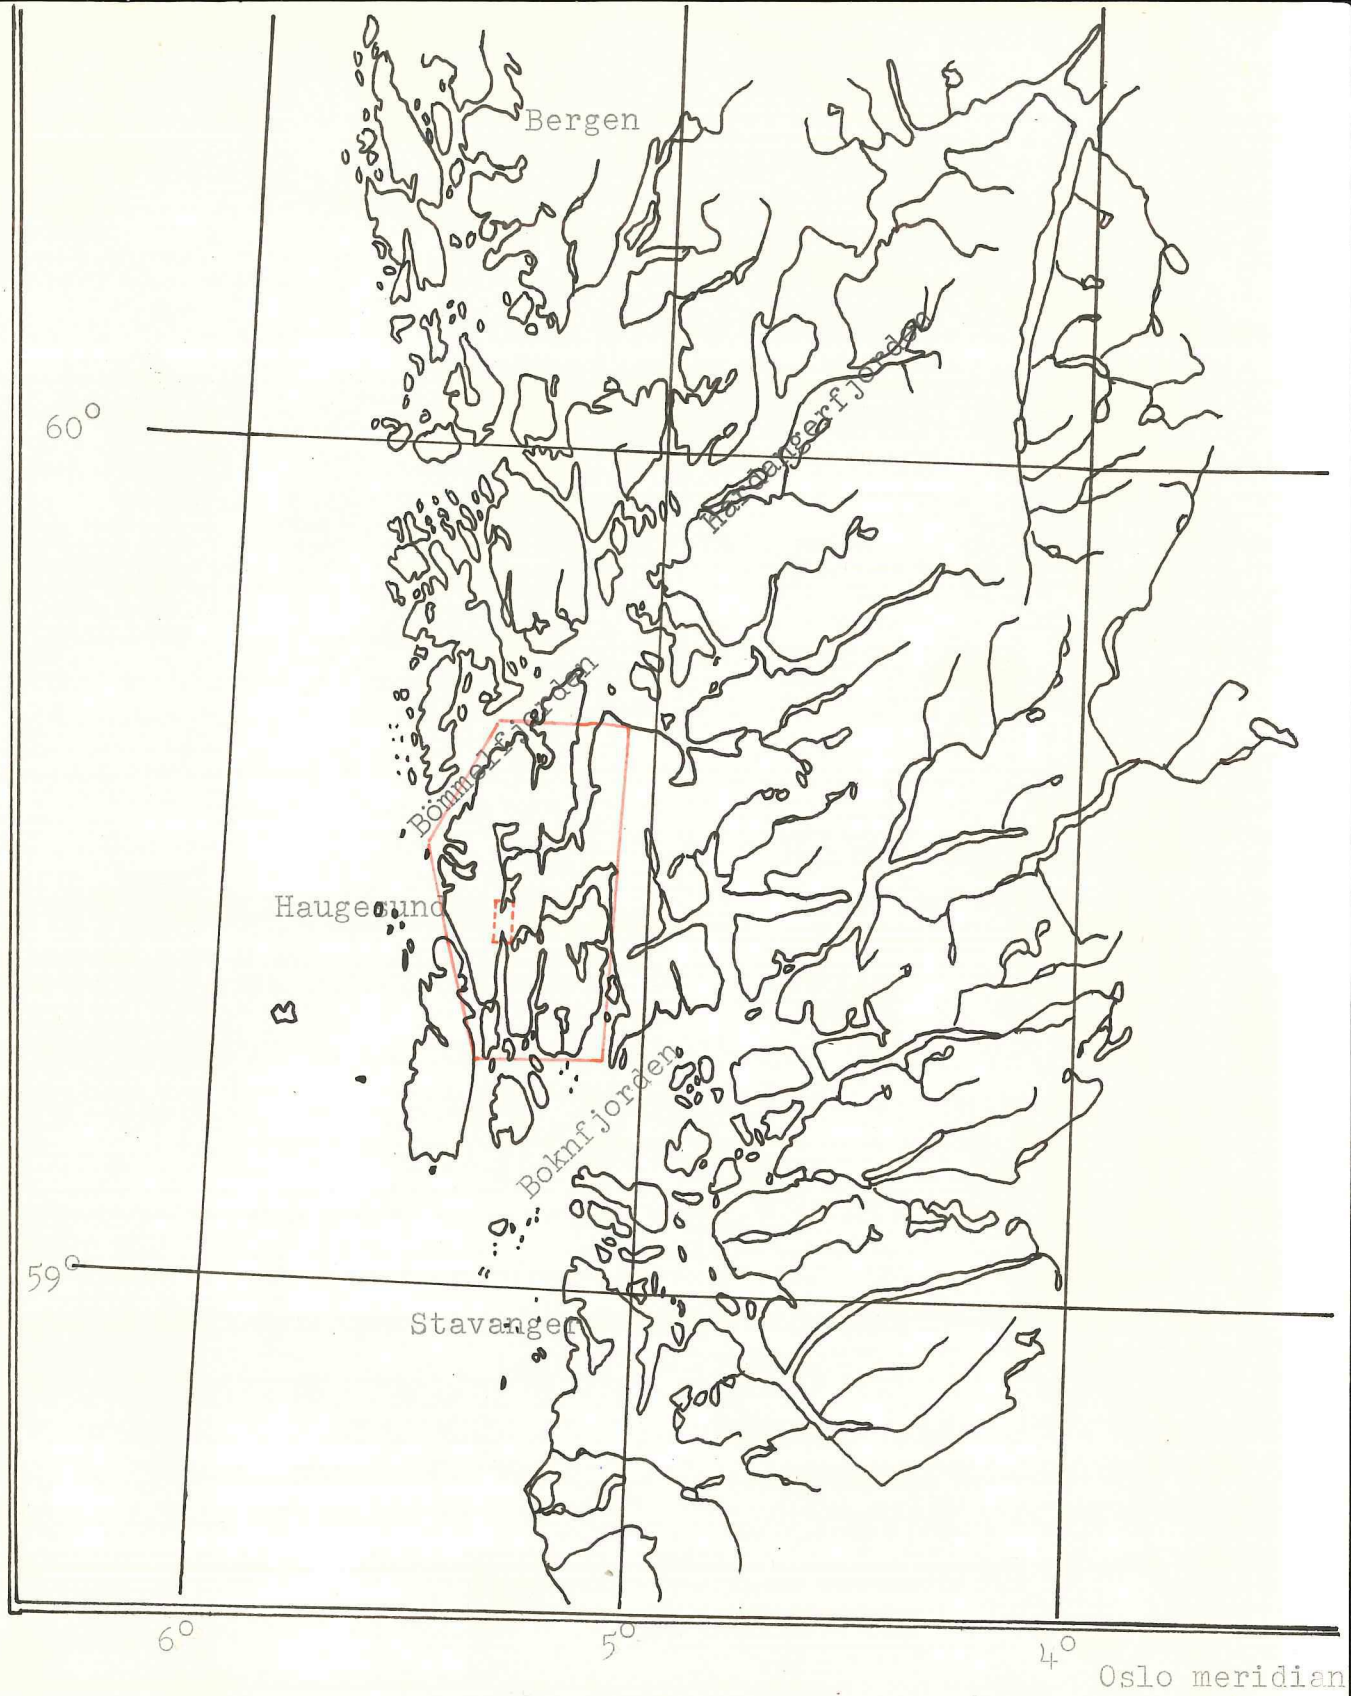 Bergen
Hardangerfjorden
60°
Bömmelfjorden
Haugesund
Boknfjorden
59°
Stavanger
6°
5°
4°
Oslo meridian